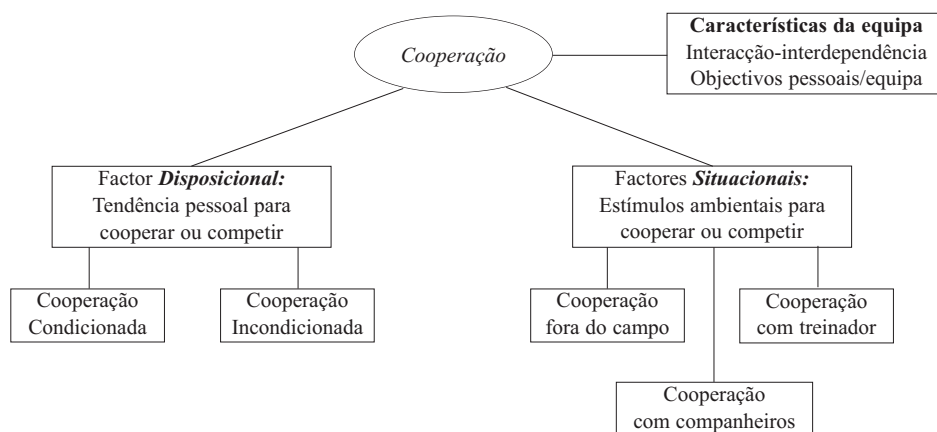 Cooperação
Características da equipa
Interacção-interdependência
Objectivos pessoais/equipa
Factor Disposicional:
Tendência pessoal para
cooperar ou competir
Factores Situacionais:
Estímulos ambientais para
cooperar ou competir
Cooperação
Condicionada
Cooperação
Incondicionada
Cooperação
fora do campo
Cooperação
com treinador
Cooperação
com companheiros